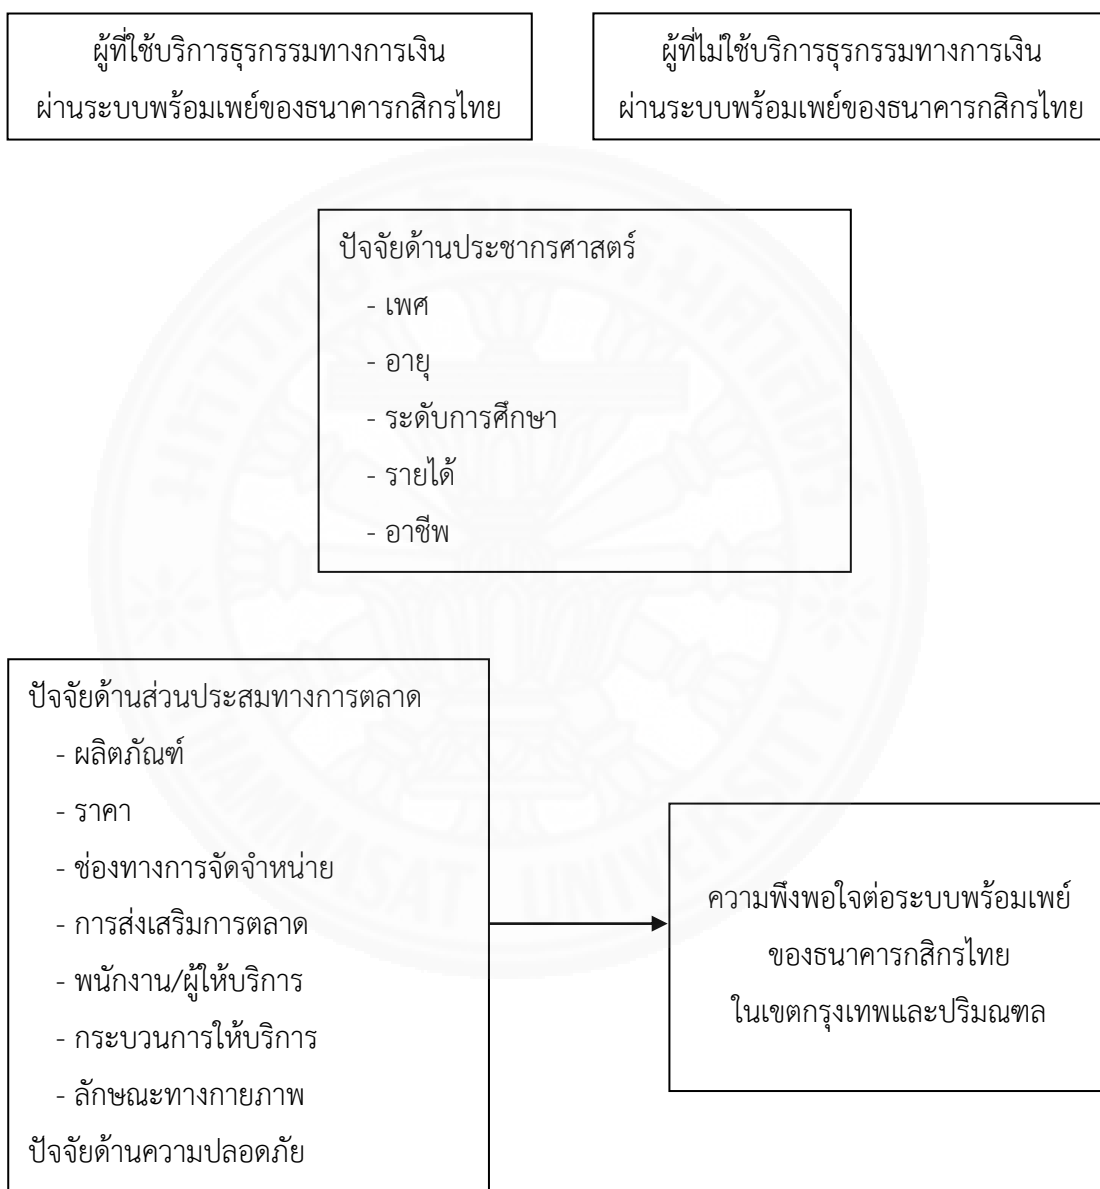 ผู้ที่ใช้บริการธุรกรรมทางการเงิน
ผ่านระบบพร้อมเพย์ของธนาคารกสิกรไทย
ผู้ที่ไม่ใช้บริการธุรกรรมทางการเงิน
ผ่านระบบพร้อมเพย์ของธนาคารกสิกรไทย
ปัจจัยด้านประชากรศาสตร์
- เพศ
- อายุ
- ระดับการศึกษา
- รายได้
- อาชีพ
ปัจจัยด้านส่วนประสมทางการตลาด
- ผลิตภัณฑ์
- ราคา
- ช่องทางการจัดจำหน่าย
- การส่งเสริมการตลาด
- พนักงาน/ผู้ให้บริการ
- กระบวนการให้บริการ
- ลักษณะทางกายภาพ
ปัจจัยด้านความปลอดภัย
ความพึงพอใจต่อระบบพร้อมเพย์
ของธนาคารกสิกรไทย
ในเขตกรุงเทพและปริมณฑล
THAMMASAT UNIVERSITY